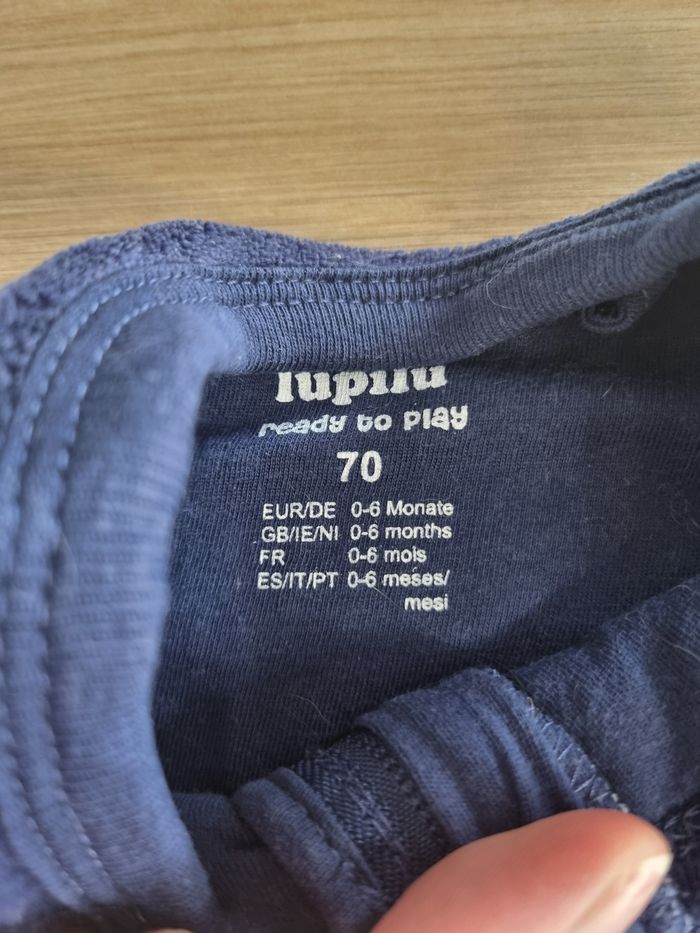 lupilu
ready to play
70
EUR/DE 0-6 Monate
GB/IE/NI 0-6 months
FR 0-6 mois
ES/IT/PT 0-6 meses/
mesi